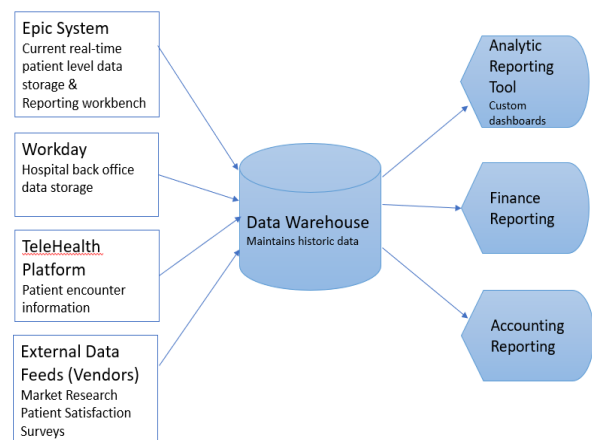 Epic System
Current real-time
patient level data
storage &
Reporting workbench
Workday
Hospital back office
data storage
TeleHealth
Platform
Patient encounter
information
External Data
Feeds (Vendors)
Market Research
Patient Satisfaction
Surveys
Data Warehouse
Maintains historic data
Analytic
Reporting
Tool
Custom
dashboards
Finance
Reporting
Accounting
Reporting